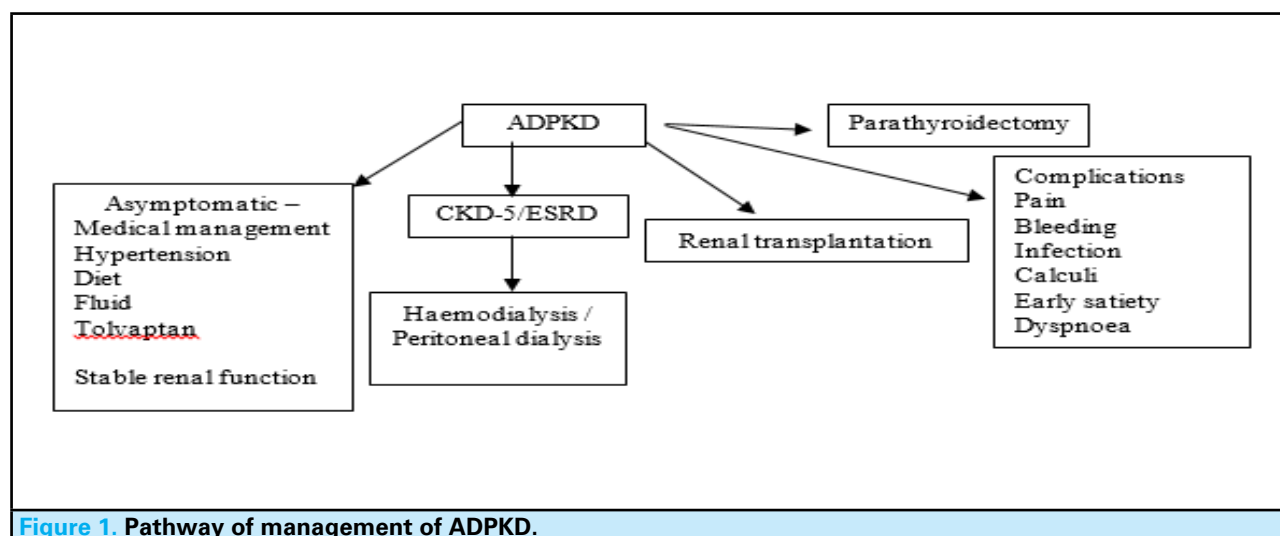 ADPKD
Parathyroidectomy
Asymptomatic –
Medical management
Hypertension
Diet
Fluid
Tolvaptan
Stable renal function
CKD-5/ESRD
Haemodialysis /
Peritoneal dialysis
Renal transplantation
Complications
Pain
Bleeding
Infection
Calculi
Early satiety
Dyspnoea
Figure 1. Pathway of management of ADPKD.